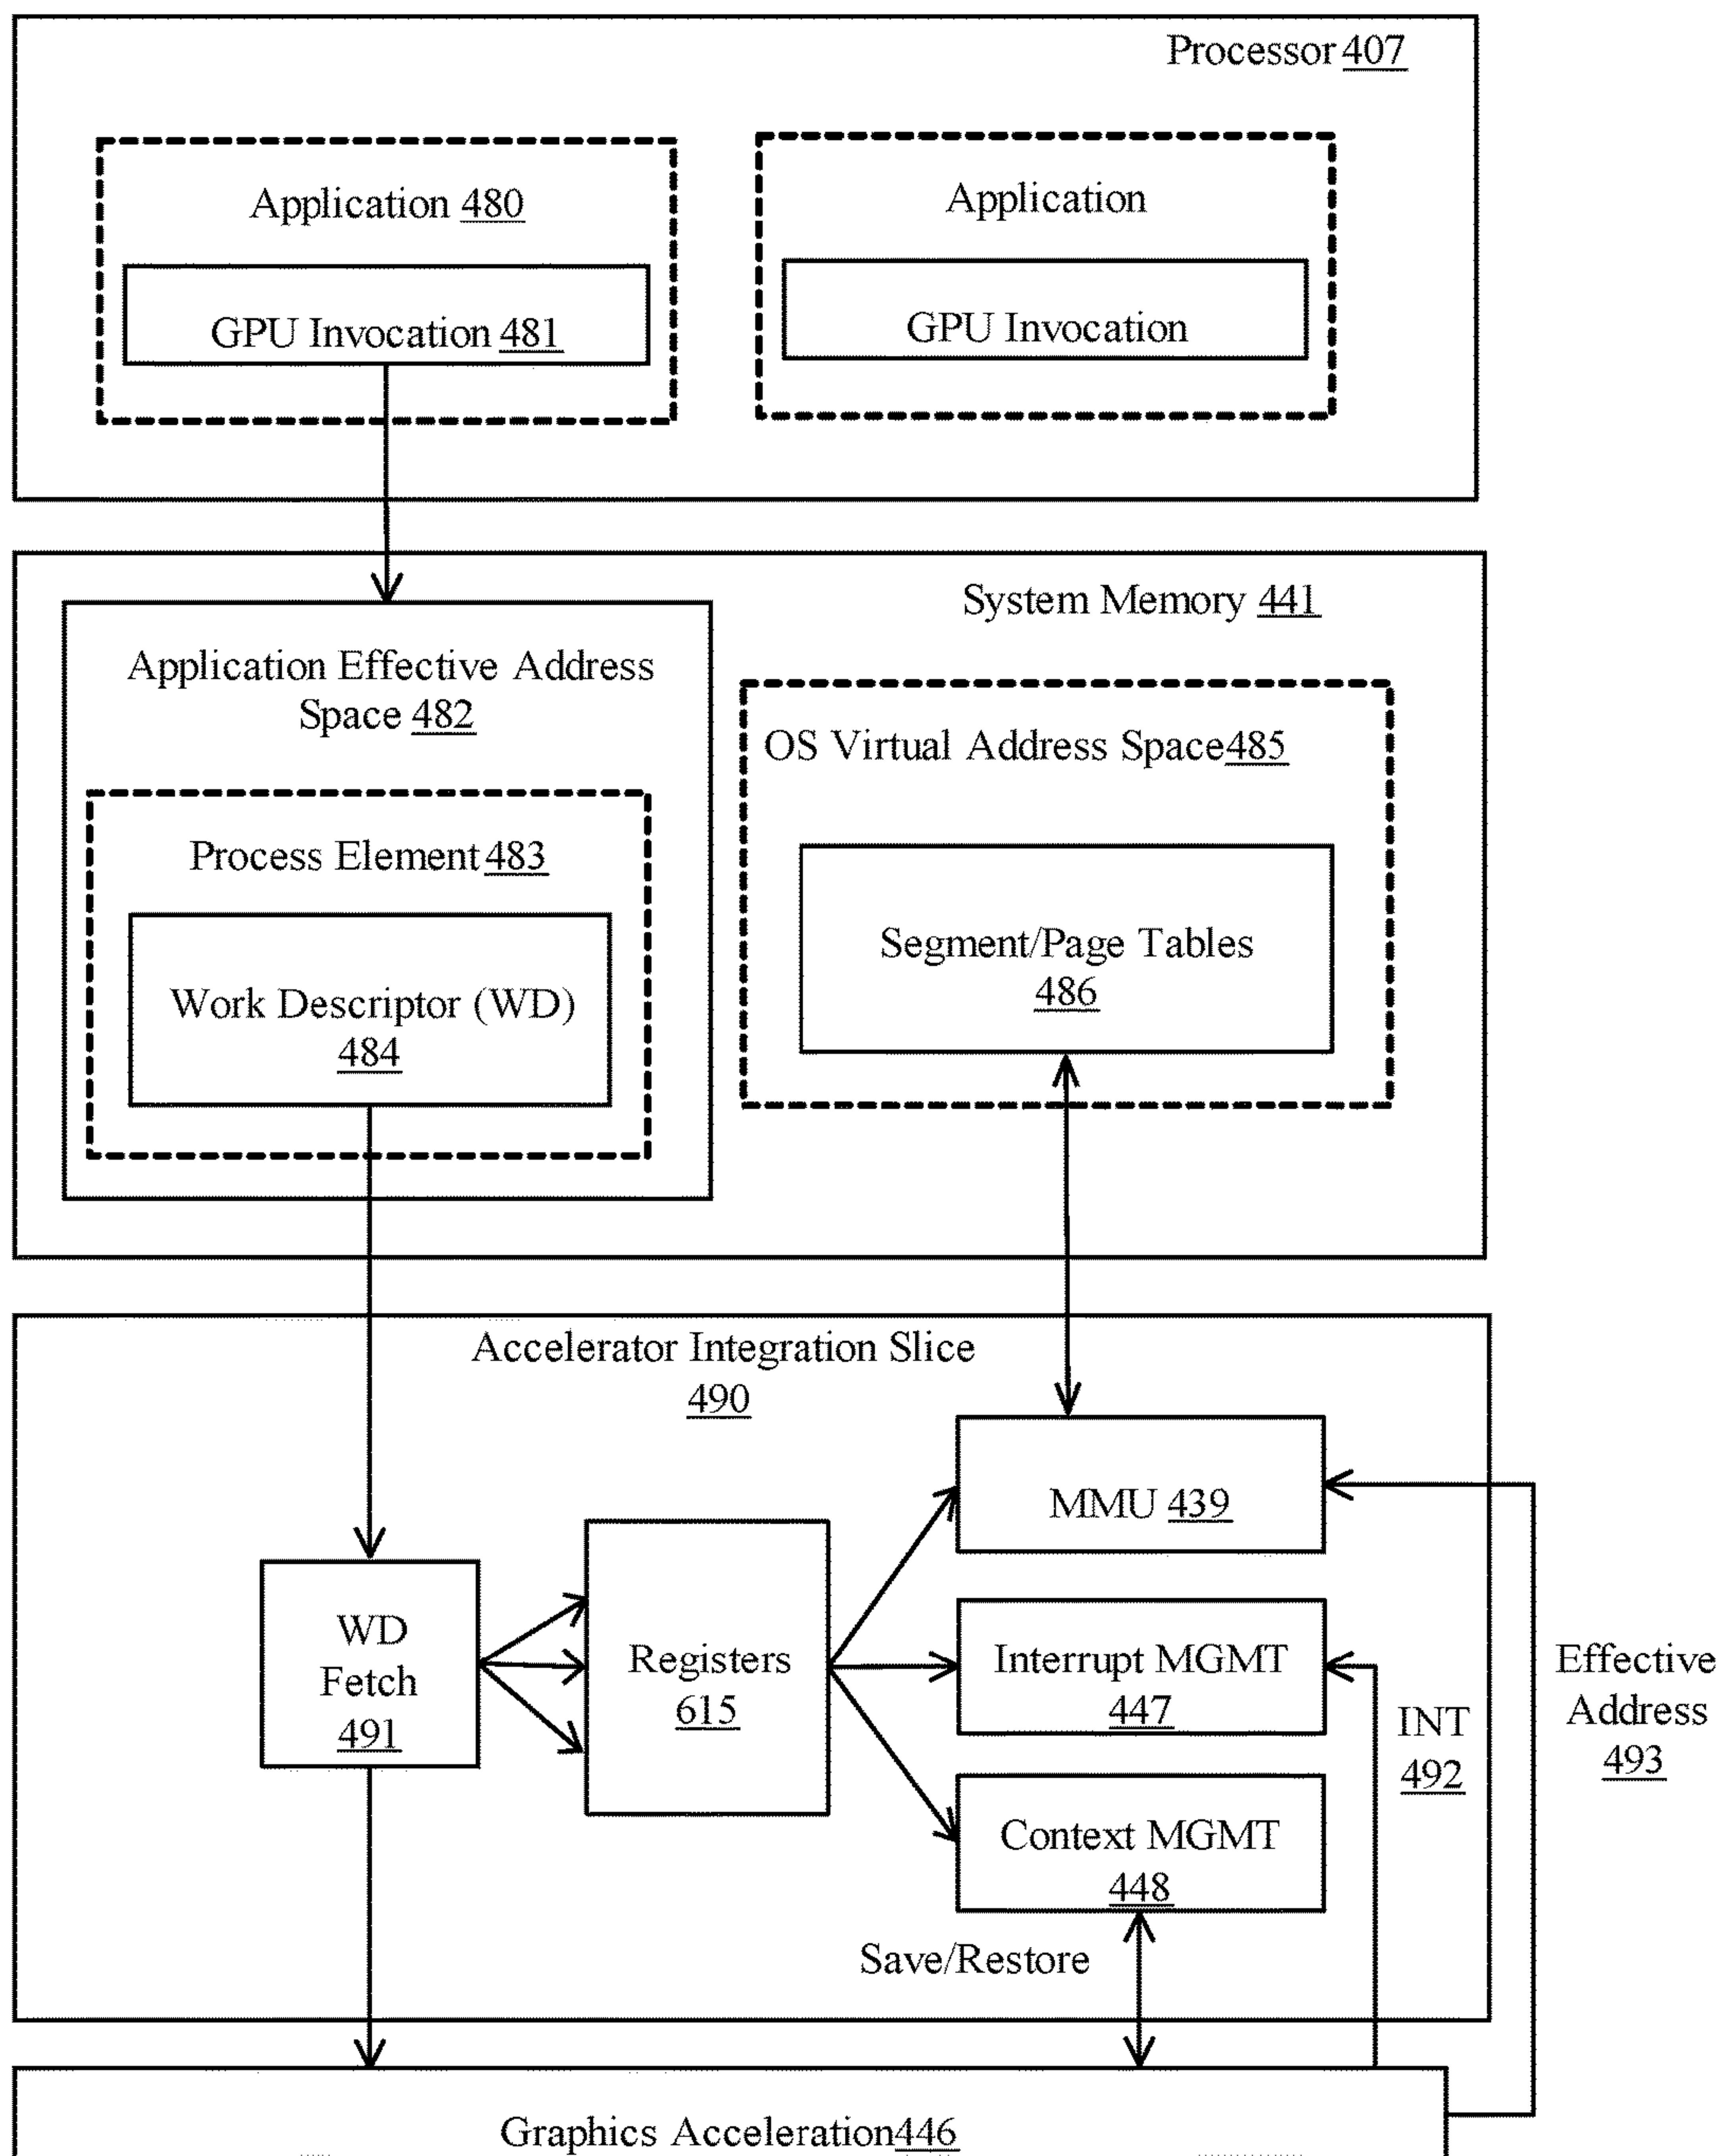 Processor 407
Application 480
GPU Invocation 481
Application
GPU Invocation
System Memory 441
Application Effective Address
Space 482
Process Element 483
Work Descriptor (WD)
484
OS Virtual Address Space485
Segment/Page Tables
486
Accelerator Integration Slice
490
WD
Fetch
491
Registers
615
MMU 439
Interrupt MGMT
447
Context MGMT
448
Save/Restore
INT
492
Effective
Address
493
Graphics Acceleration446